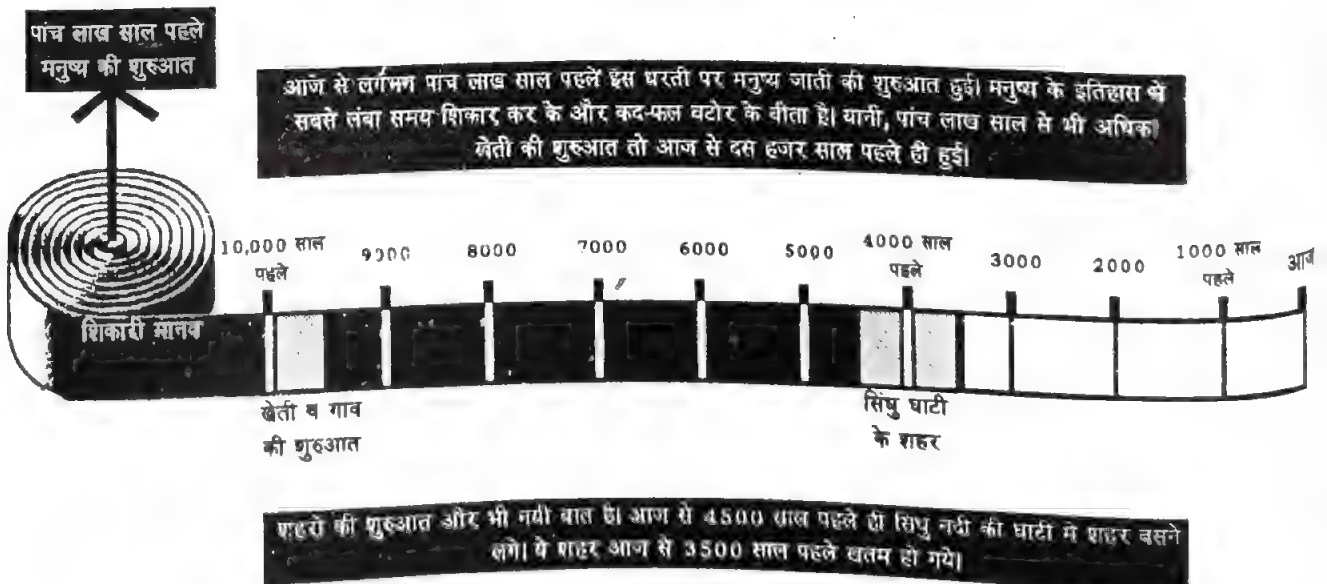 पांच लाख साल पहले
मनुष्य की शुरुआत
आज से लगभग पांच लाख साल पहले इस धरती पर मनुष्य जाती की शुरुआत हुई। मनुष्य के इतिहास में
सबसे लंबा समय शिकार कर के और कद-फल बटोर के बीता है। यानी, पांच लाख साल से भी अधिक।
खेती की शुरुआत तो आज से दस हजर साल पहले ही हुई।
10,000 साल
पहले
9000
8000
7000
6000
5000
4000 साल
पहले
3000
2000
1000 साल
पहले
आज
शिकारी मानव
खेती व गाव
की शुरुआत
सिंधु घाटी
के शहर
शहरों की शुरुआत और भी नयी बात है। आज से 4500 साल पहले ही सिंधु नदी की घाटी में शहर बसने
लगे। ये शहर आज से 3500 साल पहले खतम हो गये।